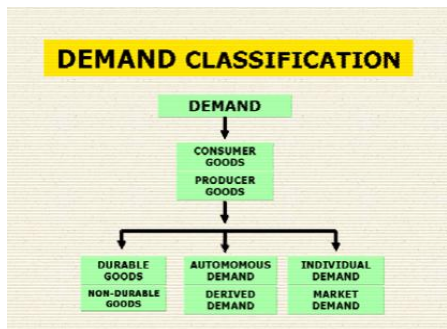 DEMAND CLASSIFICATION
DEMAND
CONSUMER
GOODS
PRODUCER
GOODS
DURABLE
GOODS
NON-DURABLE
GOODS
AUTOMOMOUS
DEMAND
DERIVED
DEMAND
INDIVIDUAL
DEMAND
MARKET
DEMAND